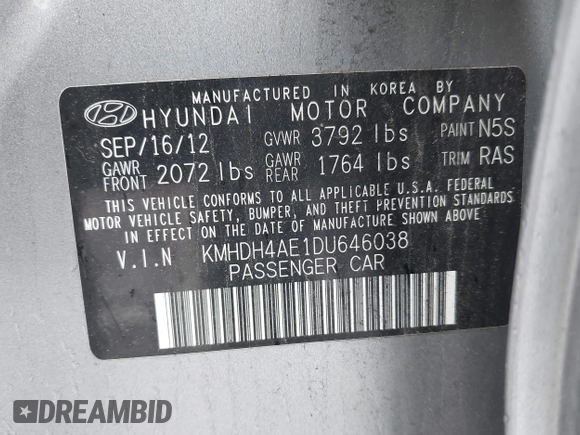 MANUFACTURED IN KOREA BY
HYUNDAI MOTOR COMPANY
SEP/16/12 GVWR 3792 lbs PAINT N5S
GAWR FRONT 2072 lbs GAWR REAR 1764 lbs TRIM RAS
THIS VEHICLE CONFORMS TO ALL APPLICABLE U.S.A. FEDERAL
MOTOR VEHICLE SAFETY, BUMPER, AND THEFT PREVENTION STANDARDS
IN EFFECT ON THE DATE OF MANUFACTURE SHOWN ABOVE.
V.I.N KMHDH4AE1DU646038
PASSENGER CAR
DREAMBID